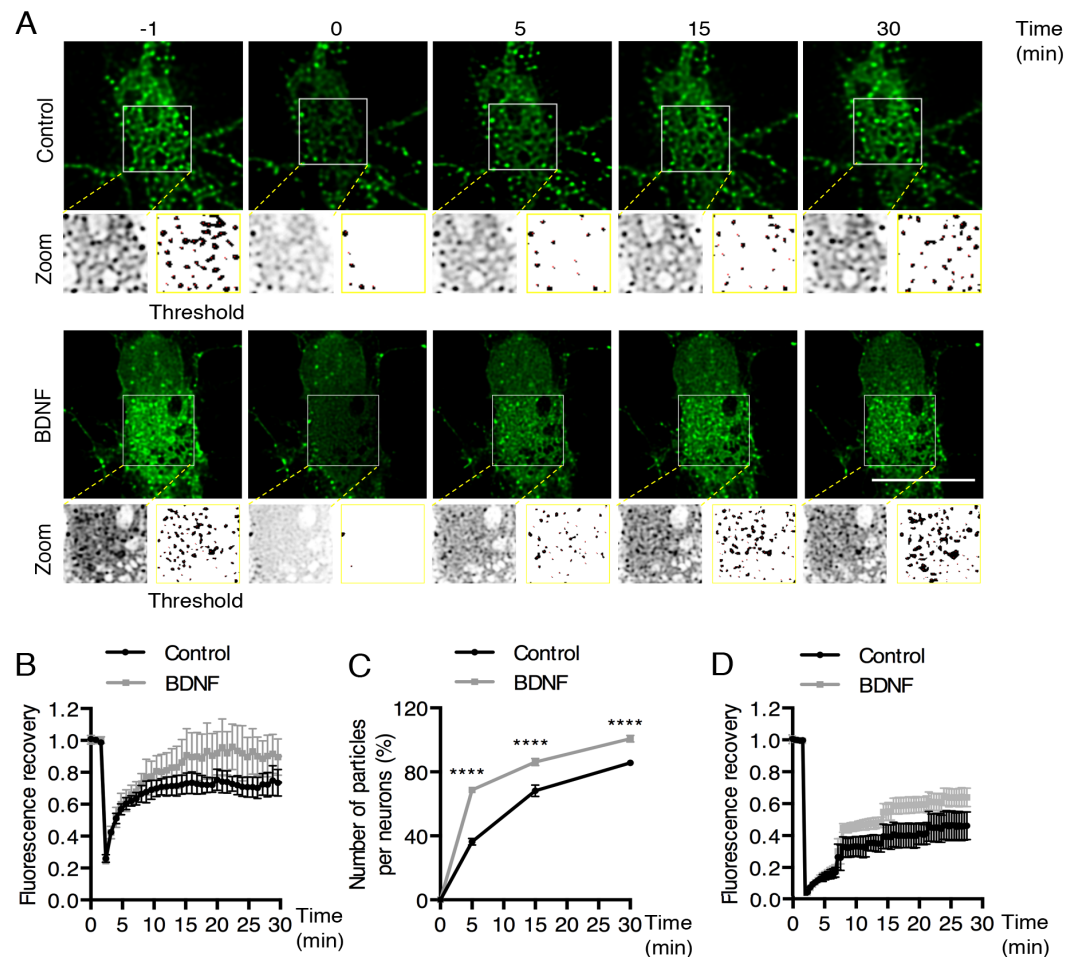 A
-1 0 5 15 30 Time
(min)
Control
Zoom
Threshold
BDNF
Zoom
Threshold
B
Control
BDNF
Fluorescence recovery
1.2
1.0
0.8
0.6
0.4
0.2
0.0
0 5 10 15 20 25 30 Time
(min)
C
Control
BDNF
Number of particles
per neurons (%)
120
80
40
0
**** **** ****
0 5 10 15 20 25 30 Time
(min)
D
Control
BDNF
Fluorescence recovery
1.2
1.0
0.8
0.6
0.4
0.2
0.0
0 5 10 15 20 25 30 Time
(min)